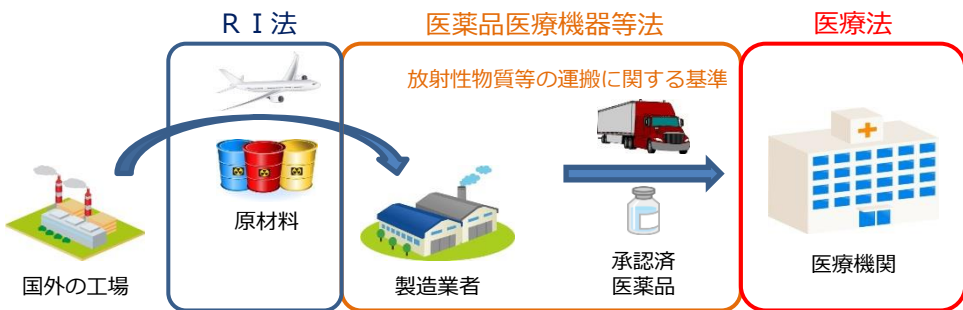 ＲＩ法
医薬品医療機器等法
医療法
放射性物質等の運搬に関する基準
原材料
国外の工場
製造業者
承認済
医薬品
医療機関